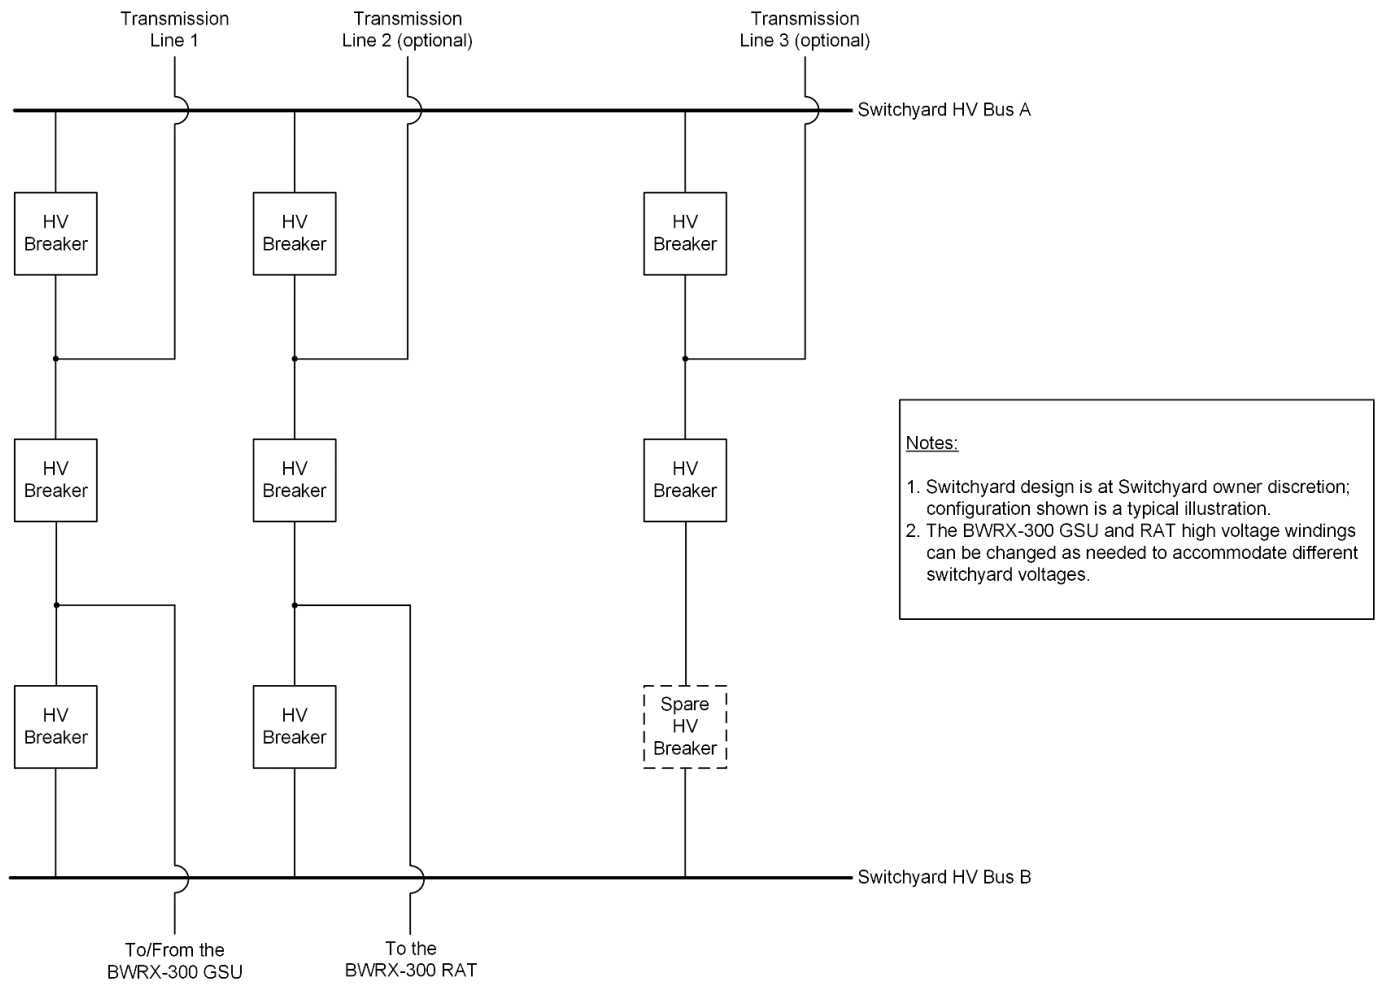 Transmission
Line 1
Transmission
Line 2 (optional)
Transmission
Line 3 (optional)
Switchyard HV Bus A
HV
Breaker
HV
Breaker
HV
Breaker
HV
Breaker
HV
Breaker
HV
Breaker
Notes:
1. Switchyard design is at Switchyard owner discretion;
configuration shown is a typical illustration.
2. The BWRX-300 GSU and RAT high voltage windings
can be changed as needed to accommodate different
switchyard voltages.
HV
Breaker
HV
Breaker
Spare
HV
Breaker
Switchyard HV Bus B
To/From the
BWRX-300 GSU
To the
BWRX-300 RAT